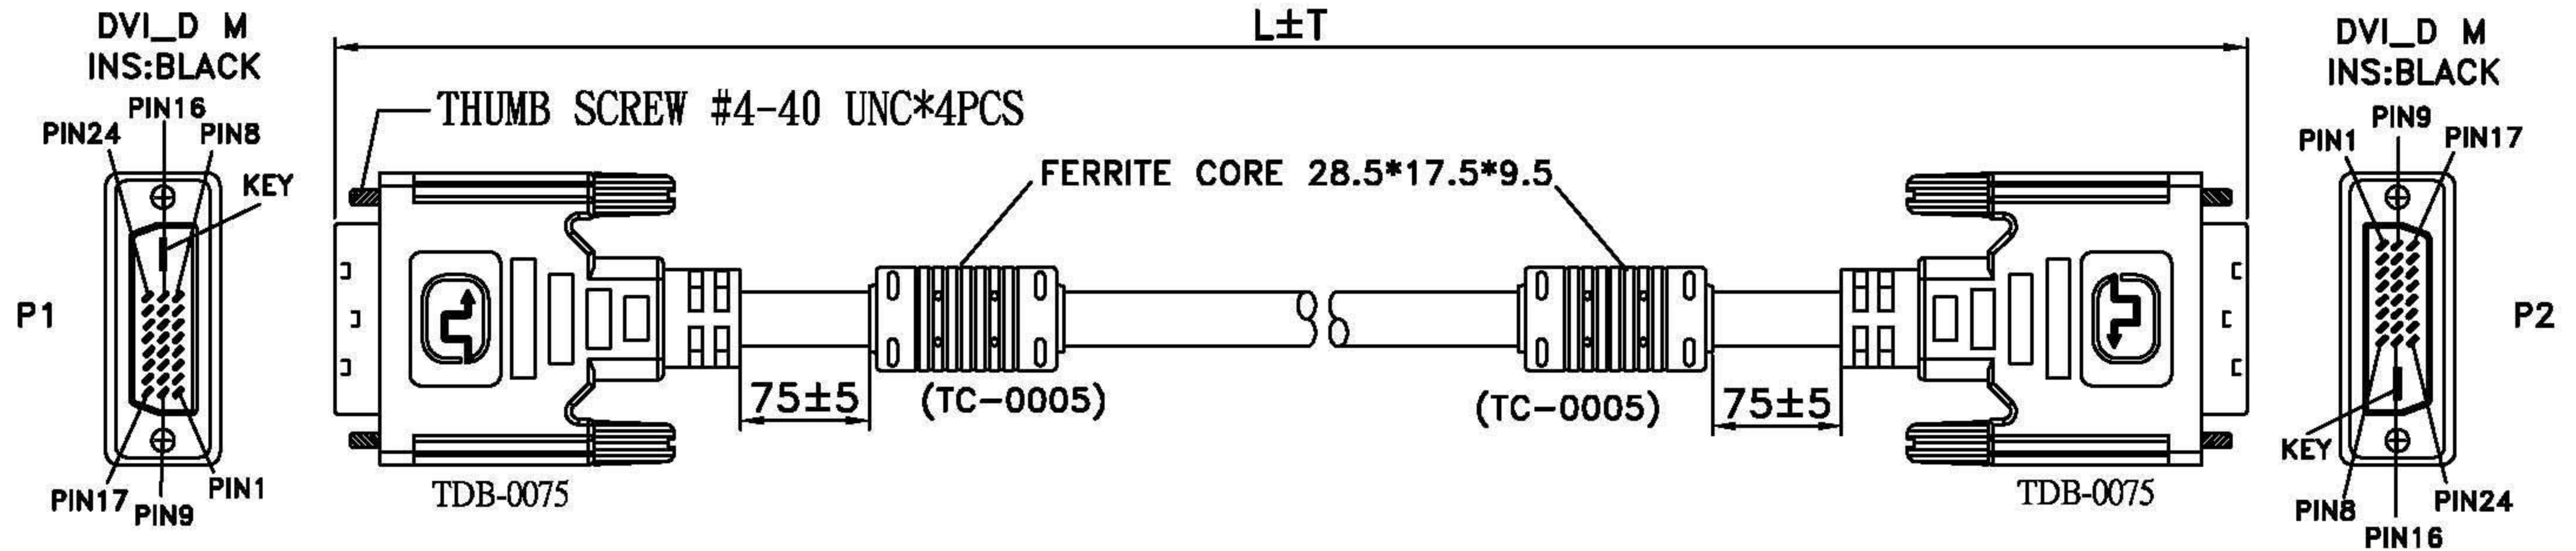 DVI_D M
INS:BLACK
PIN16
PIN24
PIN8
KEY
P1
PIN17
PIN9
PIN1
L±T
THUMB SCREW #4-40 UNC*4PCS
FERRITE CORE 28.5*17.5*9.5
75±5
(TC-0005)
TDB-0075
(TC-0005)
75±5
TDB-0075
DVI_D M
INS:BLACK
PIN9
PIN1
PIN17
P2
KEY
PIN8
PIN24
PIN16